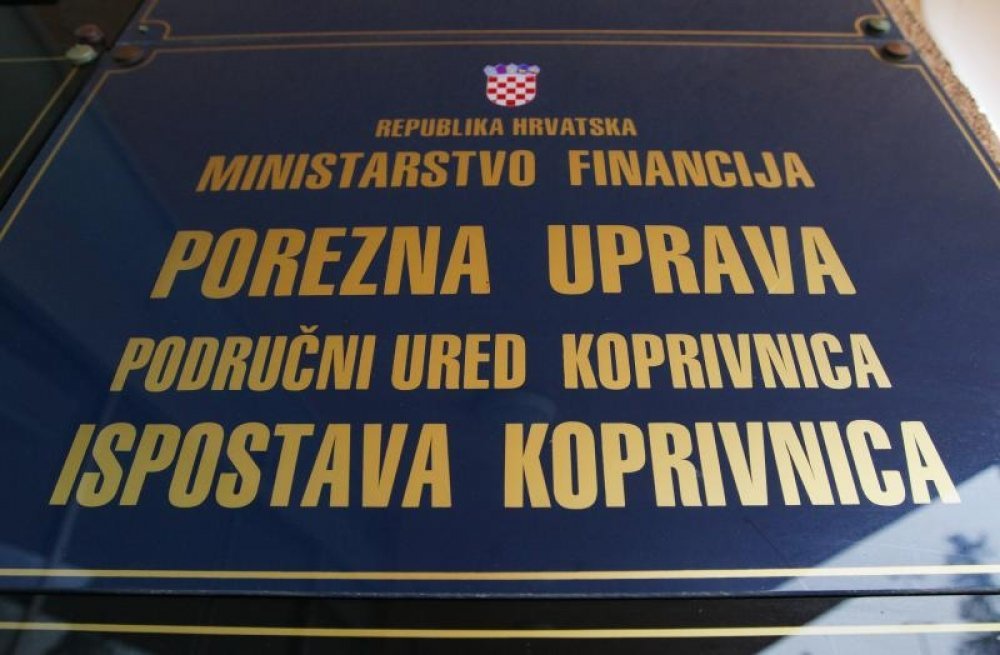 REPUBLIKA HRVATSKA
MINISTARSTVO FINANCIJA
POREZNA UPRAVA
PODRUČNI URED KOPRIVNICA
ISPOSTAVA KOPRIVNICA